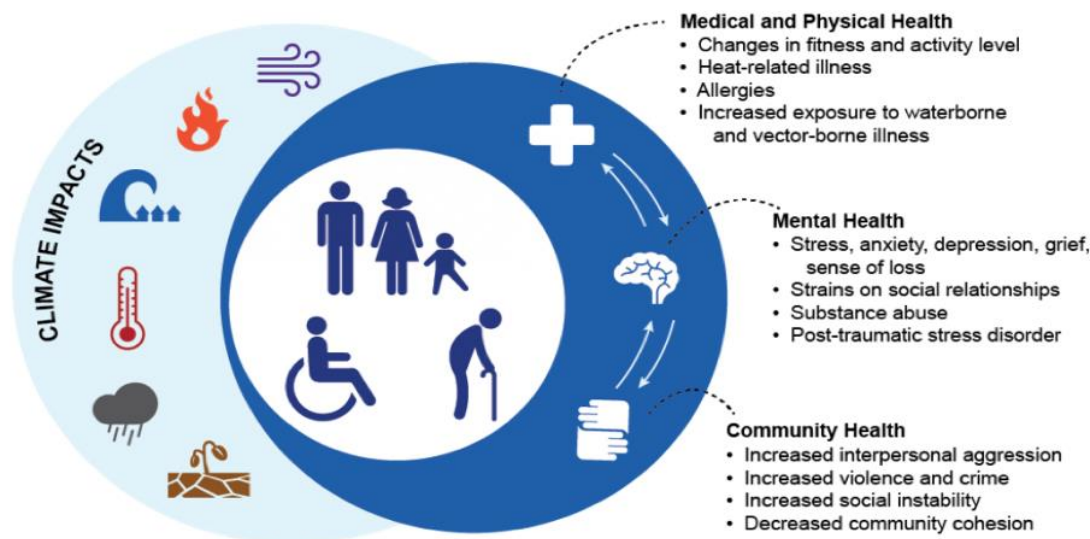 CLIMATE IMPACTS
Medical and Physical Health
• Changes in fitness and activity level
• Heat-related illness
• Allergies
• Increased exposure to waterborne
and vector-borne illness
Mental Health
• Stress, anxiety, depression, grief,
sense of loss
• Strains on social relationships
• Substance abuse
• Post-traumatic stress disorder
Community Health
• Increased interpersonal aggression
• Increased violence and crime
• Increased social instability
• Decreased community cohesion